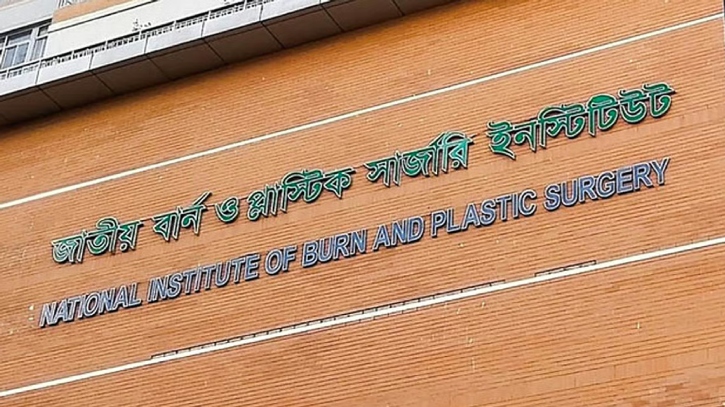 জাতীয় বার্ন ও প্লাস্টিক সার্জারি ইনস্টিটিউট
NATIONAL INSTITUTE OF BURN AND PLASTIC SURGERY